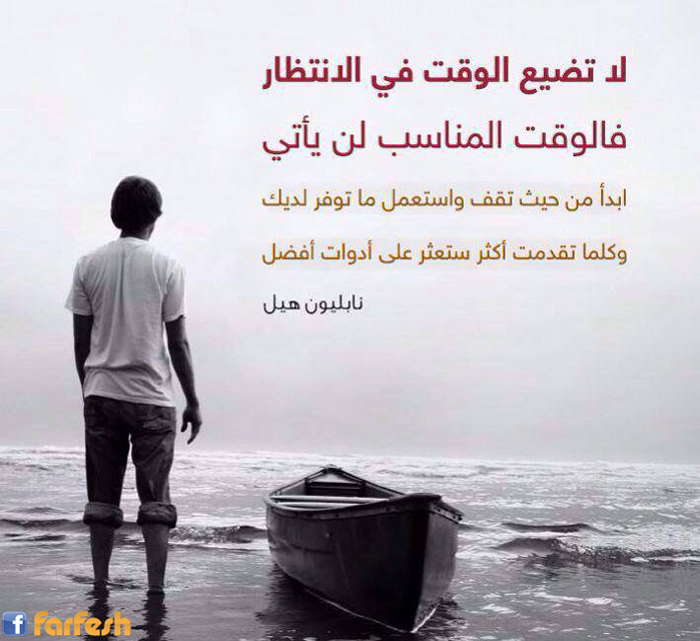 لا تضيع الوقت في الانتظار
فالوقت المناسب لن يأتي
ابدأ من حيث تقف واستعمل ما توفر لديك
وكلما تقدمت أكثر ستعثر على أدوات أفضل
نابليون هيل
f farfesh